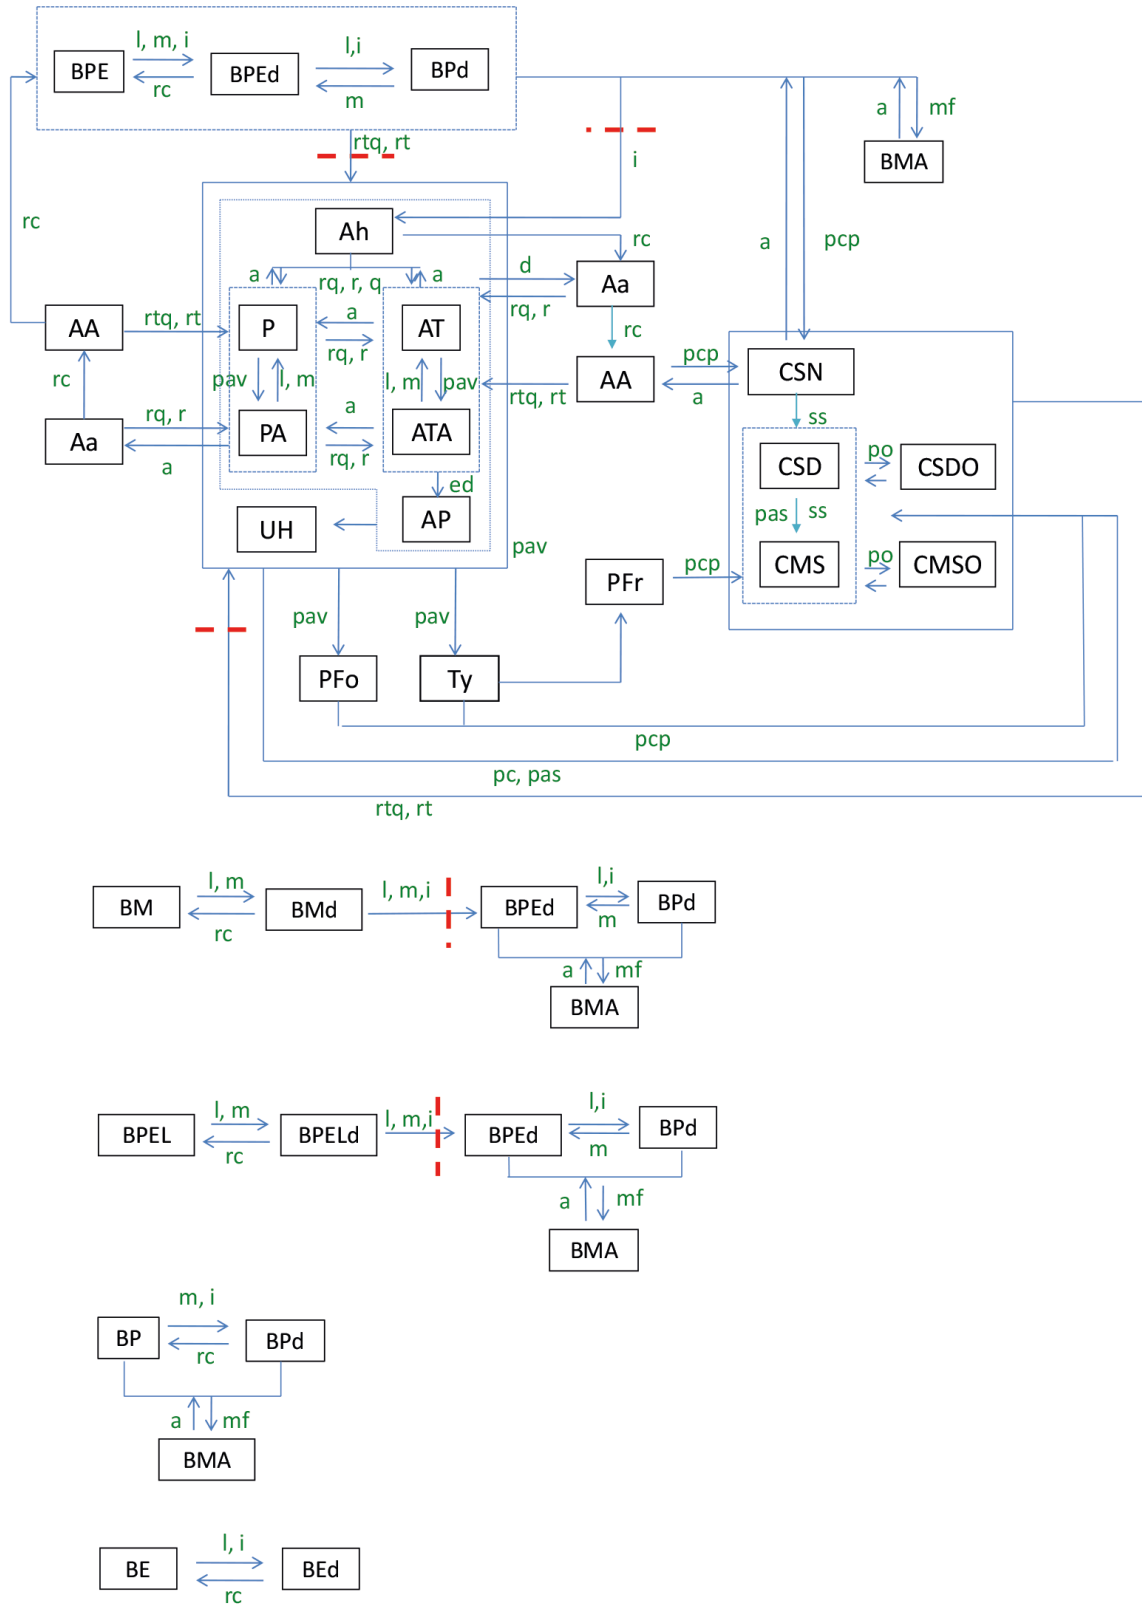 l, m, i
l,i
BPE
BPEd
BPd
rc
m
a
mf
rtq, rt
i
BMA
rc
Ah
rc
a
pcp
a
rq, r, q
a
d
Aa
rq, r
AA
rtq, rt
P
a
AT
rc
rq, r
pcp
CSN
rc
pav
l, m
l, m
pav
rtq, rt
AA
a
a
ss
Aa
rq, r
PA
ATA
a
rq, r
po
CSD
CSDO
ed
UH
AP
pas
ss
pav
po
CMS
CMSO
PFr
pcp
pav
pav
PFo
Ty
pcp
pc, pas
rtq, rt
l, m
l, m,i
l,i
BM
BMd
BPEd
BPd
rc
m
a
mf
BMA
l, m
l, m,i
l,i
BPEL
BPELd
BPEd
BPd
rc
m
a
mf
BMA
m, i
BP
BPd
rc
a
mf
BMA
l, i
BE
BEd
rc